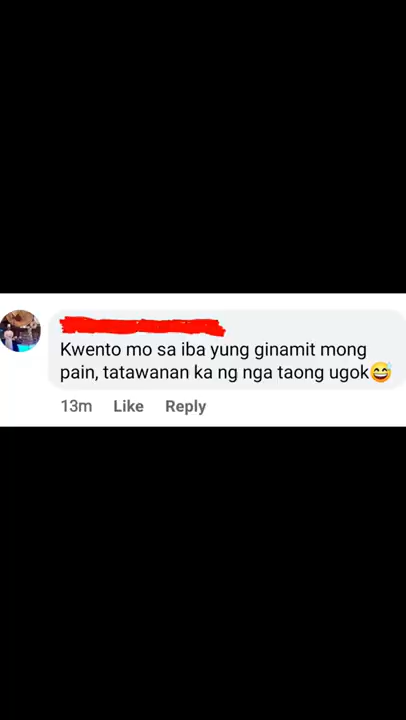 Kwento mo sa iba yung ginamit mong
pain, tatawanan ka ng nga taong ugok😅
13m Like Reply